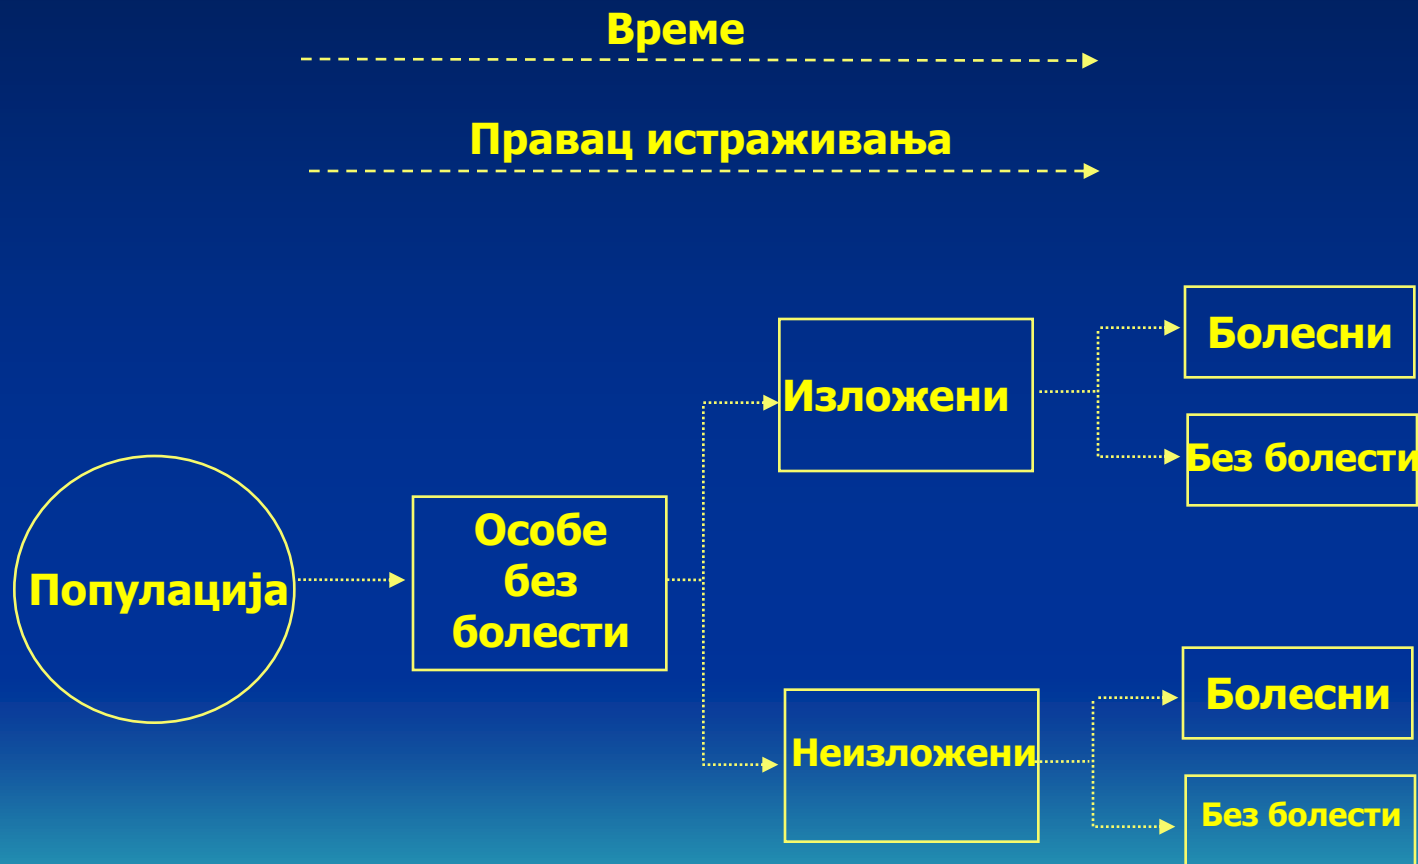 Време
Правац истраживања
Болесни
Изложени
Без болести
Особе
без
болести
Популација
Болесни
Неизложени
Без болести